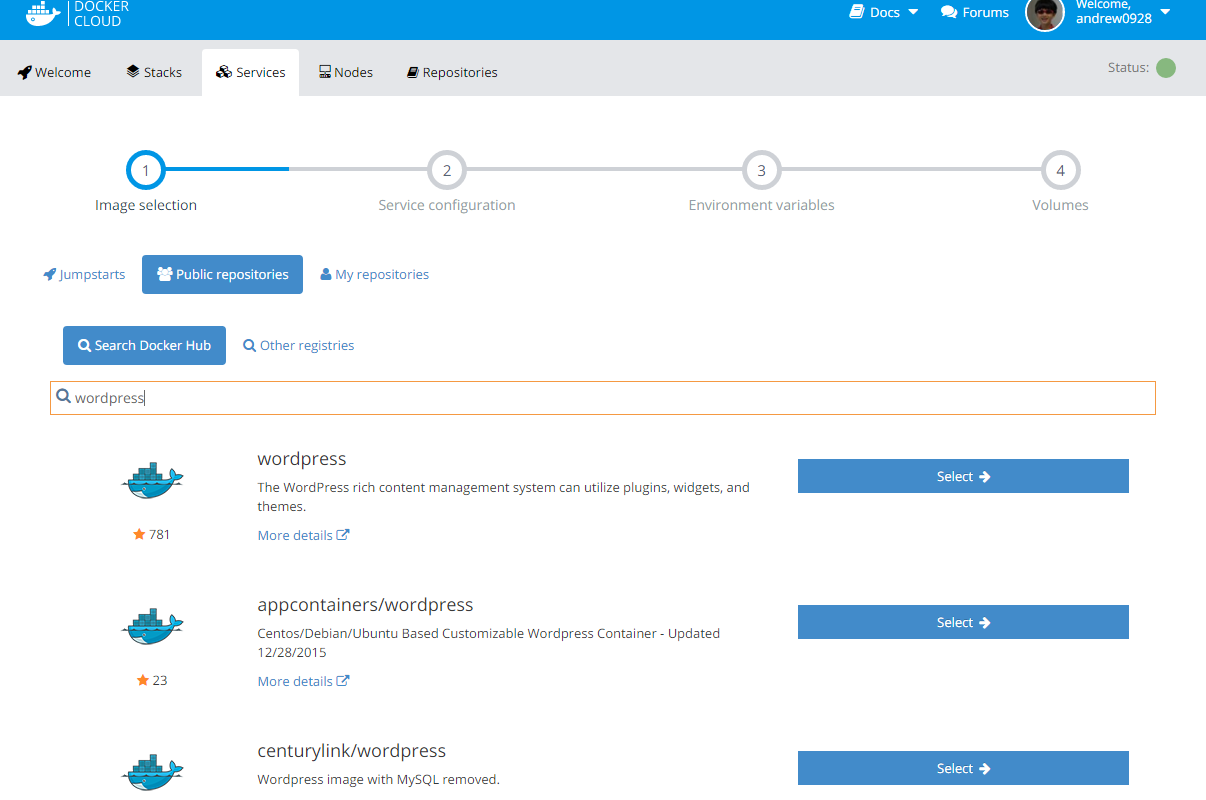 DOCKER
CLOUD
Docs
Forums
Welcome,
andrew0928
Welcome
Stacks
Services
Nodes
Repositories
Status:
1
2
3
4
Image selection
Service configuration
Environment variables
Volumes
Jumpstarts
Public repositories
My repositories
Search Docker Hub
Other registries
wordpress
wordpress
The WordPress rich content management system can utilize plugins, widgets, and
themes.
More details
781
Select
appcontainers/wordpress
Centos/Debian/Ubuntu Based Customizable Wordpress Container - Updated
12/28/2015
More details
23
Select
centurylink/wordpress
Wordpress image with MySQL removed.
Select